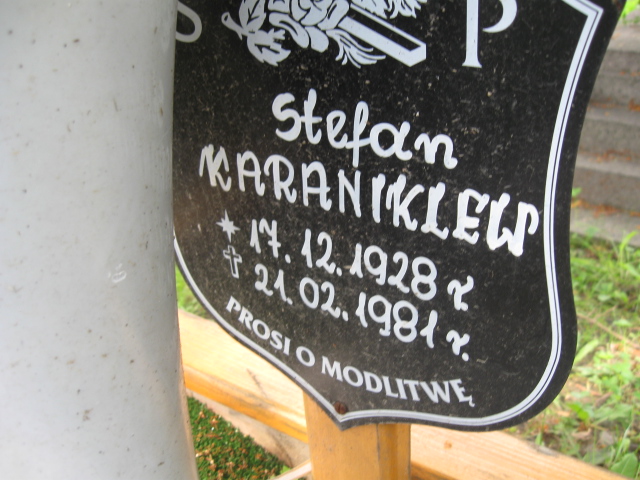 Ś P
Stefan
KARANIKLEW
* 17. 12. 1928 r
✝ 21. 02. 1981 r.
PROSI O MODLITWĘ